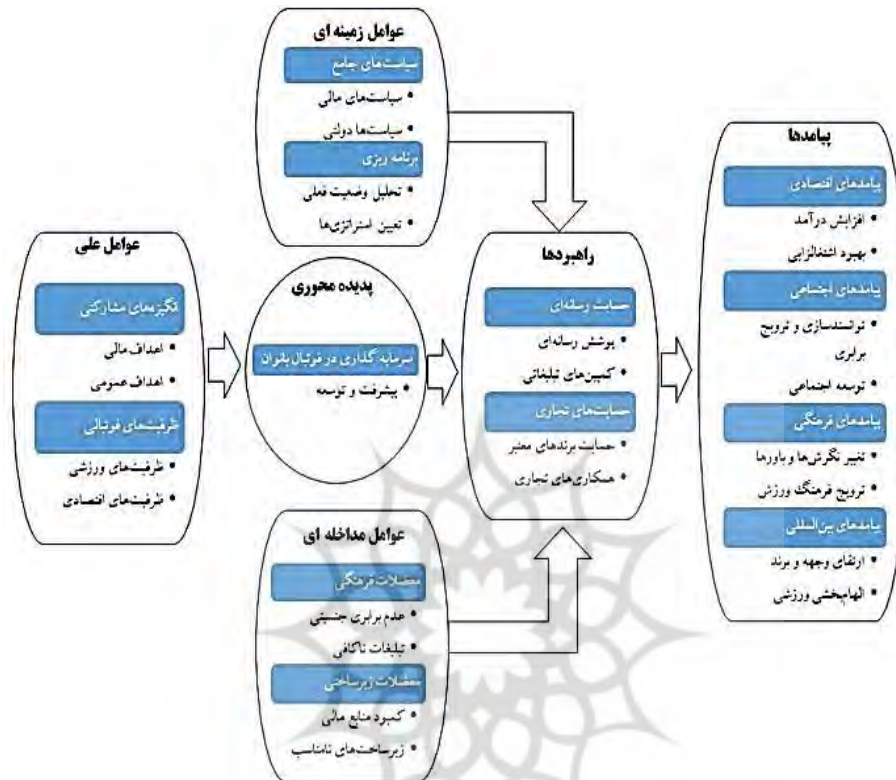 عوامل زمینه ای
سیاست‌های جامع
• سیاست‌های مالی
• سیاست‌ها دولتی
برنامه ریزی
• تحلیل وضعیت فعلی
• تعیین استراتژی‌ها
پیامدها
پیامدهای اقتصادی
• افزایش درآمد
• بهبود اشتغالزایی
پیامدهای اجتماعی
• توانمندسازی و ترویج
برابری
• توسعه اجتماعی
پیامدهای فرهنگی
• تغییر نگرش‌ها و باورها
• ترویج فرهنگ ورزش
پیامدهای بین‌المللی
• ارتقای وجهه و برند
• الهام‌بخشی ورزشی
راهبردها
حمایت رسانه‌ای
• پوشش رسانه‌ای
• کمپین‌های تبلیغاتی
حمایت‌های تجاری
• حمایت برندهای معتبر
• همکاری‌های تجاری
پدیده محوری
سرمایه گذاری در فوتبال بانوان
• پیشرفت و توسعه
عوامل علی
انگیزه‌های مشارکتی
• اهداف مالی
• اهداف عمومی
ظرفیت‌های فوتبالی
• ظرفیت‌های ورزشی
• ظرفیت‌های اقتصادی
عوامل مداخله ای
معضلات فرهنگی
• عدم برابری جنسیتی
• تبلیغات ناکافی
معضلات زیرساختی
• کمبود منابع مالی
• زیرساخت‌های نامناسب